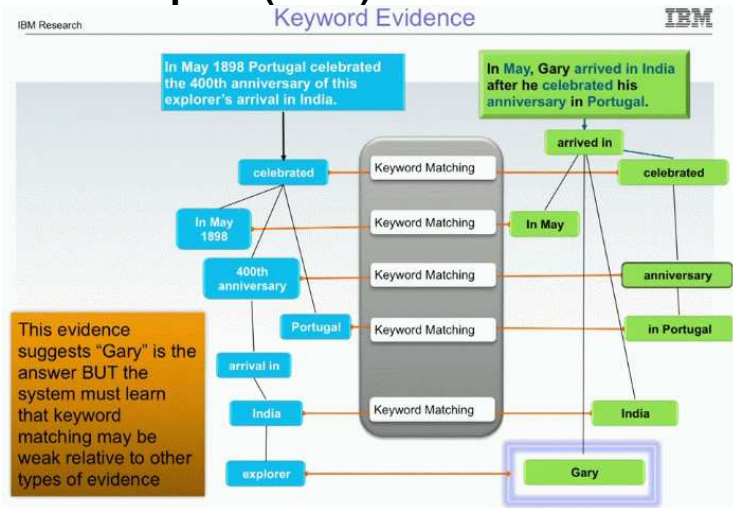 IBM Research
Keyword Evidence
IBM
In May 1898 Portugal celebrated
the 400th anniversary of this
explorer's arrival in India.
In May, Gary arrived in India
after he celebrated his
anniversary in Portugal.
arrived in
celebrated
Keyword Matching
celebrated
In May
1898
Keyword Matching
In May
400th
anniversary
Keyword Matching
anniversary
Portugal
Keyword Matching
in Portugal
This evidence
suggests "Gary" is the
answer BUT the
system must learn
that keyword
matching may be
weak relative to other
types of evidence
arrival in
India
Keyword Matching
India
explorer
Gary